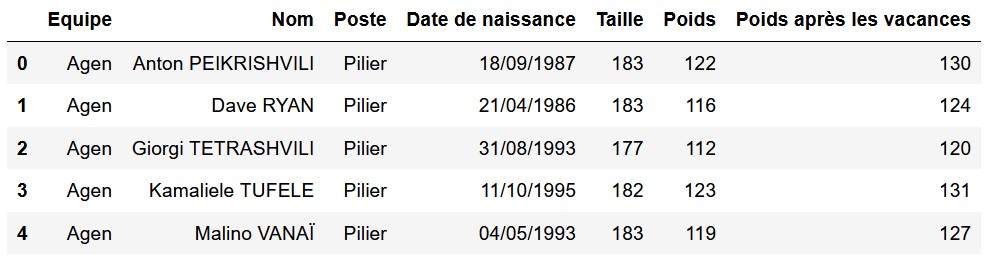 Equipe Nom Poste Date de naissance Taille Poids Poids après les vacances
0 Agen Anton PEIKRISHVILI Pilier 18/09/1987 183 122 130
1 Agen Dave RYAN Pilier 21/04/1986 183 116 124
2 Agen Giorgi TETRASHVILI Pilier 31/08/1993 177 112 120
3 Agen Kamaliele TUFELE Pilier 11/10/1995 182 123 131
4 Agen Malino VANAÏ Pilier 04/05/1993 183 119 127